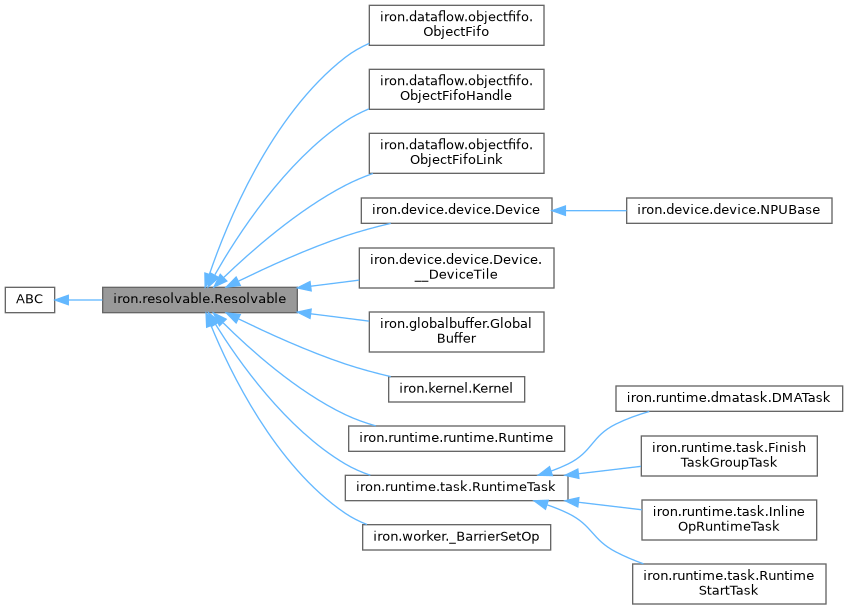 ABC
iron.resolvable.Resolvable
iron.dataflow.objectfifo.
ObjectFifo
iron.dataflow.objectfifo.
ObjectFifoHandle
iron.dataflow.objectfifo.
ObjectFifoLink
iron.device.device.Device
iron.device.device.NPUBase
iron.device.device.Device.
__DeviceTile
iron.globalbuffer.Global
Buffer
iron.kernel.Kernel
iron.runtime.runtime.Runtime
iron.runtime.task.RuntimeTask
iron.runtime.dmatask.DMATask
iron.runtime.task.Finish
TaskGroupTask
iron.runtime.task.Inline
OpRuntimeTask
iron.runtime.task.Runtime
StartTask
iron.worker._BarrierSetOp